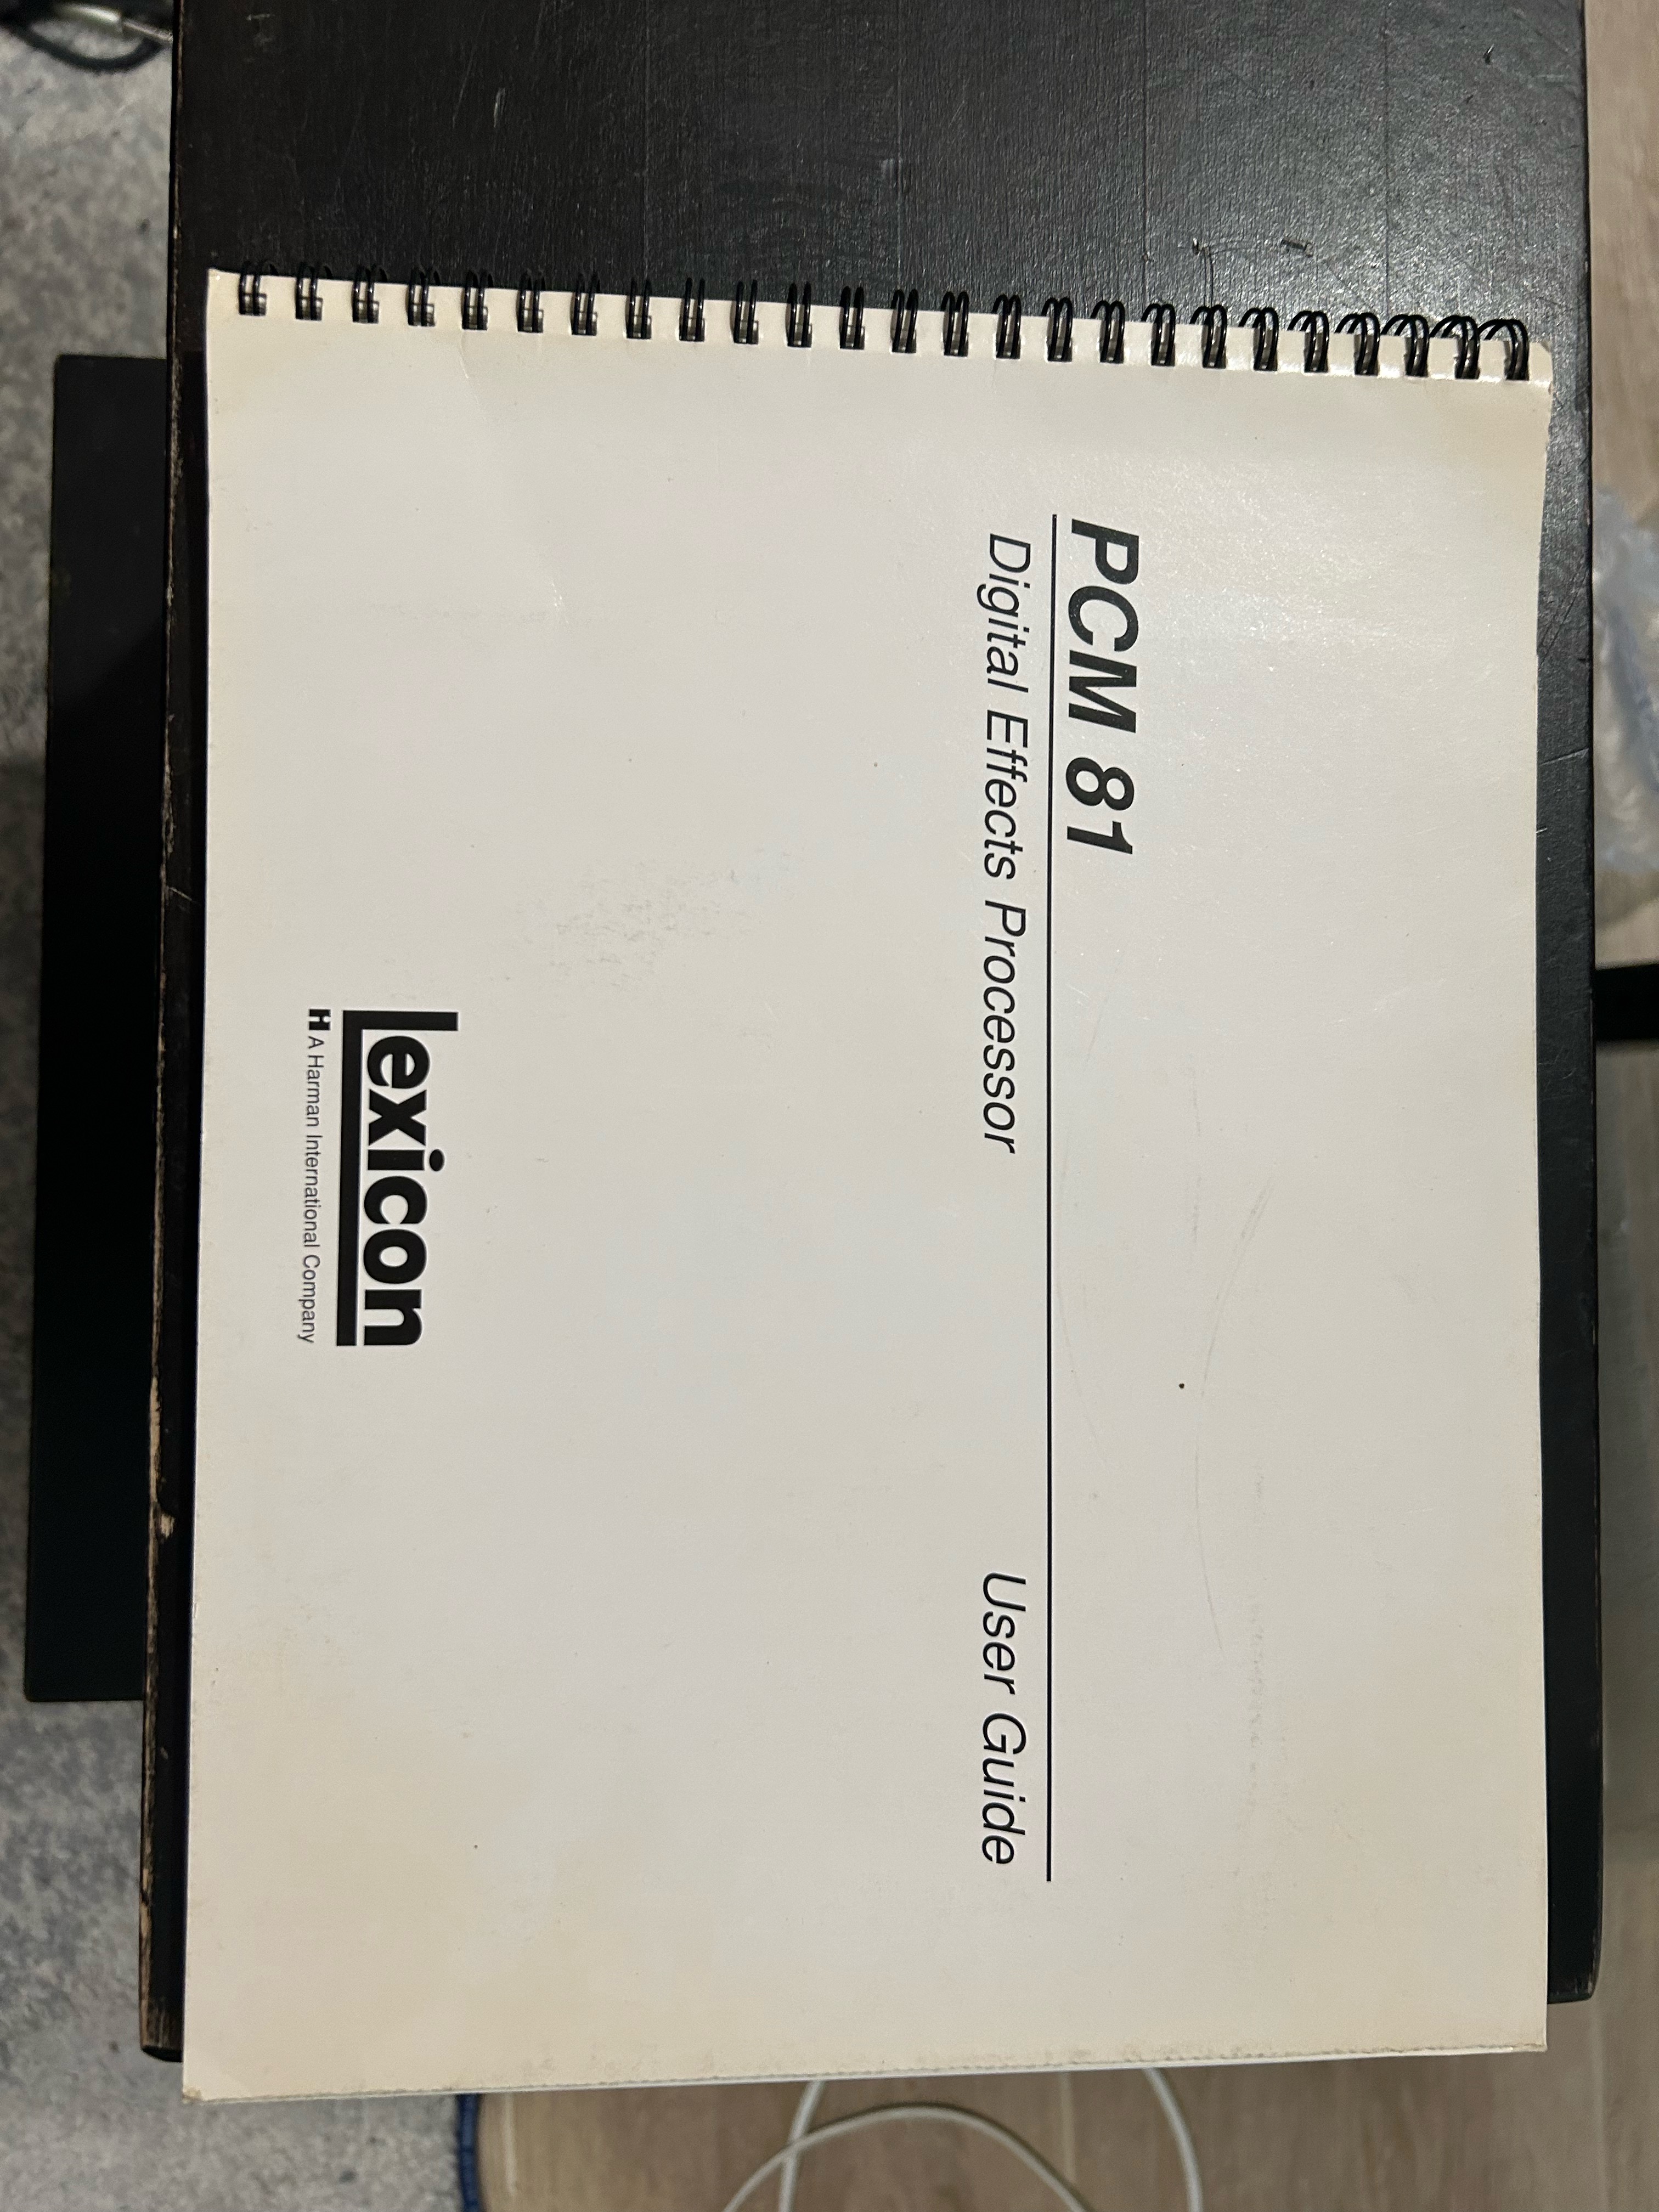 PCM 81
Digital Effects Processor
User Guide
lexicon
H A Harman International Company